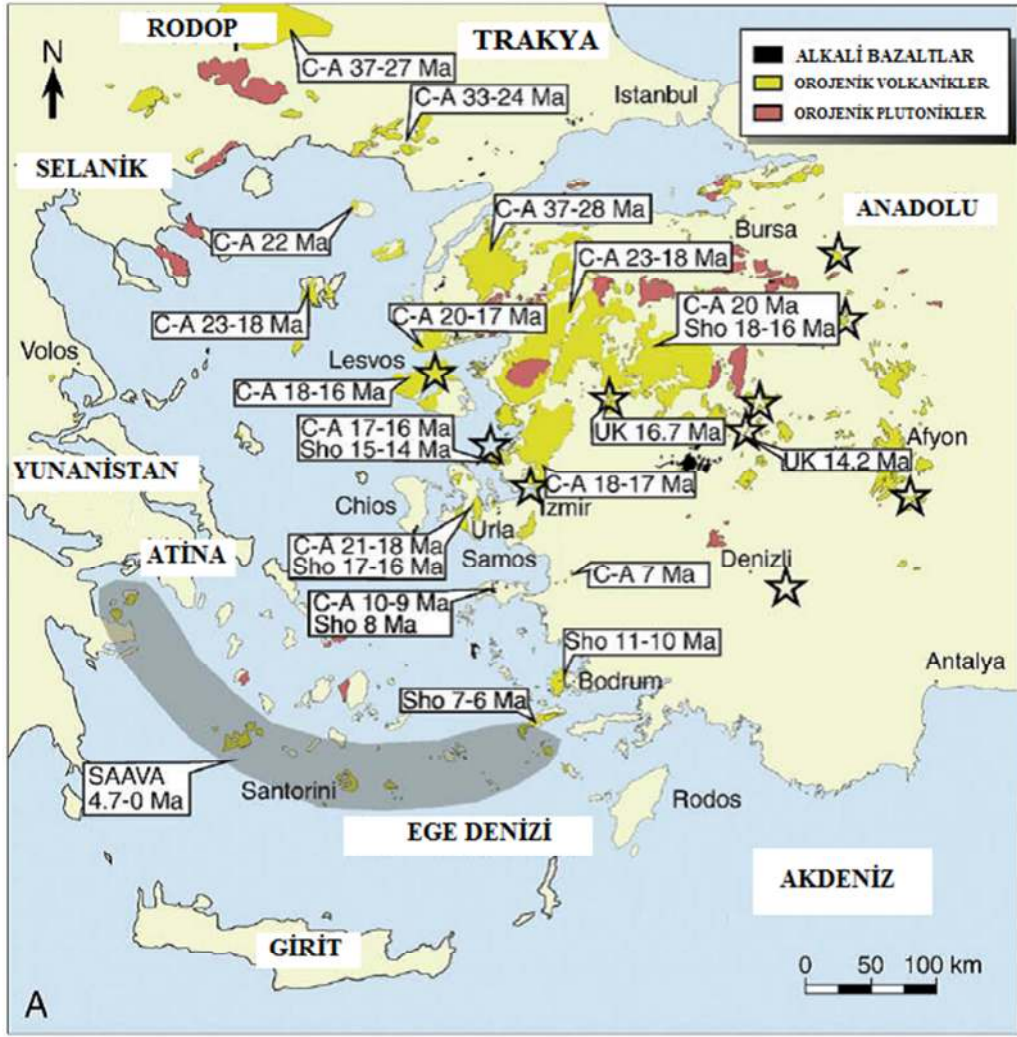 RODOP
TRAKYA
N
C-A 37-27 Ma
ALKALİ BAZALTLAR
OROJENİK VOLKANİKLER
OROJENİK PLUTONİKLER
C-A 33-24 Ma
Istanbul
SELANİK
C-A 37-28 Ma
ANADOLU
Bursa
C-A 22 Ma
C-A 23-18 Ma
C-A 20 Ma
Sho 18-16 Ma
C-A 23-18 Ma
C-A 20-17 Ma
Volos
Lesvos
C-A 18-16 Ma
C-A 17-16 Ma
Sho 15-14 Ma
UK 16.7 Ma
Afyon
UK 14.2 Ma
YUNANİSTAN
C-A 18-17 Ma
Chios
Izmir
Urla
C-A 21-18 Ma
Sho 17-16 Ma
Samos
ATİNA
Denizli
C-A 7 Ma
C-A 10-9 Ma
Sho 8 Ma
Sho 11-10 Ma
Bodrum
Antalya
Sho 7-6 Ma
SAAVA
4.7-0 Ma
Santorini
Rodos
EGE DENİZİ
AKDENİZ
GİRİT
0 50 100 km
A